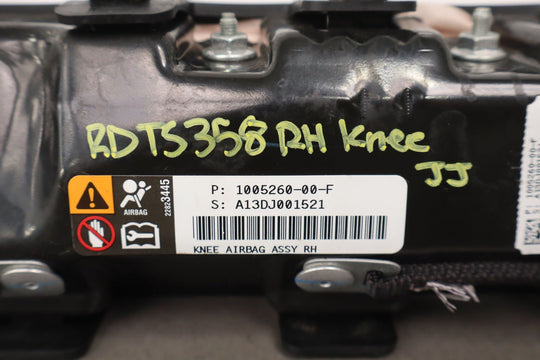 RDTS358 RH Knee
JJ
P: 1005260-00-F
S: A13DJ001521
AIRBAG
22823445
KNEE AIRBAG ASSY RH